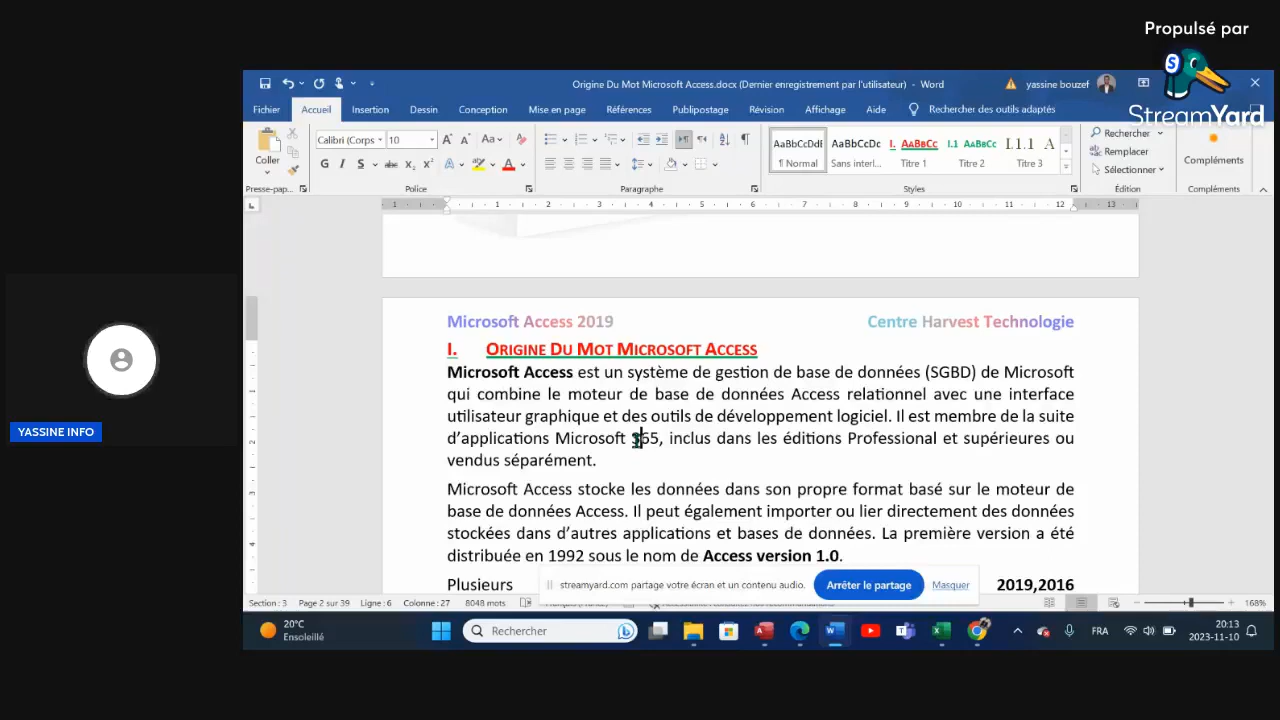 Propulsé par
StreamYard
Origine Du Mot Microsoft Access.docx (Dernier enregistrement par l'utilisateur) - Word
yassine bouzef
Fichier Accueil Insertion Dessin Conception Mise en page Références Publipostage Révision Affichage Aide Rechercher des outils adaptés
Coller
Calibri (Corps 10
AaBbCcDdI AaBbCcDc I. AABBCC 1.1 AABBCC I.1.1 A
¶ Normal Sans interl... Titre 1 Titre 2 Titre 3
Rechercher
Remplacer
Sélectionner
Compléments
Presse-pap... Police Paragraphe Styles Édition Compléments
Microsoft Access 2019 Centre Harvest Technologie
I. ORIGINE DU MOT MICROSOFT ACCESS
Microsoft Access est un système de gestion de base de données (SGBD) de Microsoft
qui combine le moteur de base de données Access relationnel avec une interface
utilisateur graphique et des outils de développement logiciel. Il est membre de la suite
d'applications Microsoft 365, inclus dans les éditions Professional et supérieures ou
vendus séparément.
Microsoft Access stocke les données dans son propre format basé sur le moteur de
base de données Access. Il peut également importer ou lier directement des données
stockées dans d'autres applications et bases de données. La première version a été
distribuée en 1992 sous le nom de Access version 1.0.
Plusieurs 2019,2016
streamyard.com partage votre écran et un contenu audio. Arrêter le partage Masquer
Section : 3 Page 2 sur 39 Ligne : 6 Colonne : 27 8048 mots 168%
YASSINE INFO
20°C
Ensoleillé
Rechercher
FRA
20:13
2023-11-10